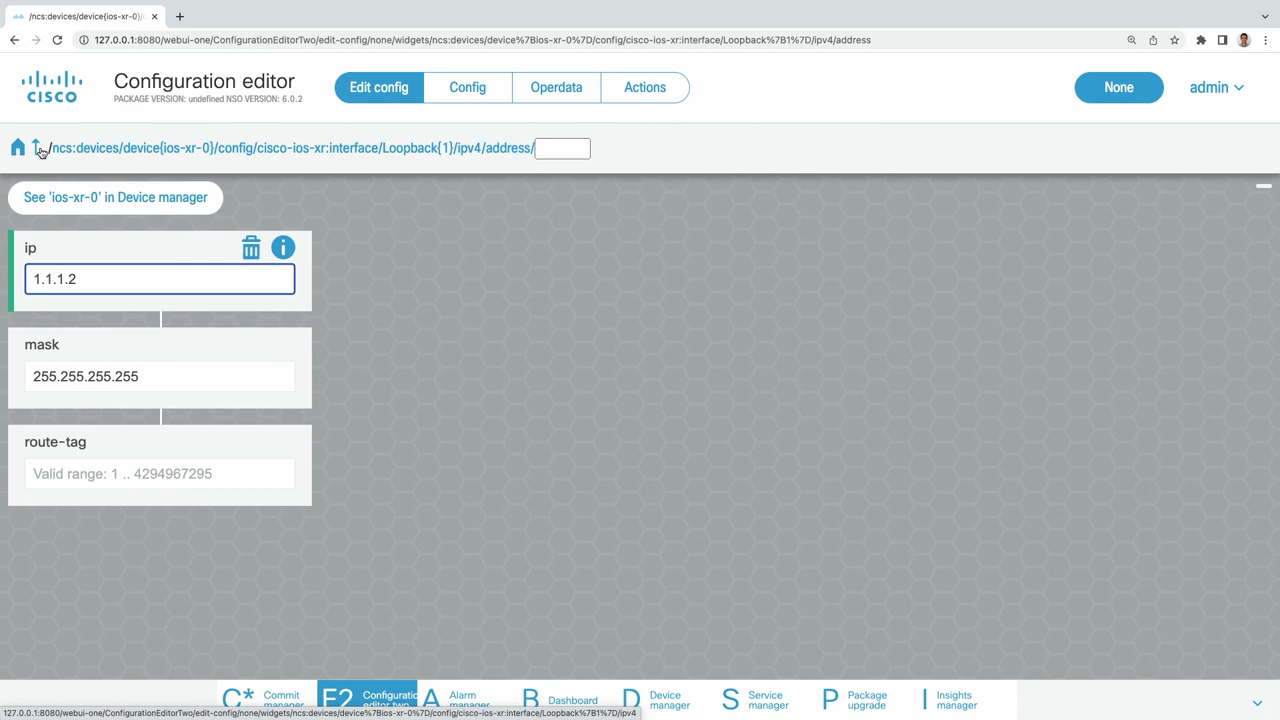 /ncs:devices/device{ios-xr-0}/
127.0.0.1:8080/webui-one/ConfigurationEditorTwo/edit-config/none/widgets/ncs:devices/device%7Bios-xr-0%7D/config/cisco-ios-xr:interface/Loopback%7B1%7D/ipv4/address
CISCO
Configuration editor
PACKAGE VERSION: undefined NSO VERSION: 6.0.2
Edit config
Config
Operdata
Actions
None
admin
/ncs:devices/device{ios-xr-0}/config/cisco-ios-xr:interface/Loopback{1}/ipv4/address/
See 'ios-xr-0' in Device manager
ip
1.1.1.2
mask
255.255.255.255
route-tag
Valid range: 1 .. 4294967295
C* Commit manager
E2 Configuratio editor two
A Alarm manager
B Dashboard
D Device manager
S Service manager
P Package upgrade
I Insights manager
127.0.0.1:8080/webui-one/ConfigurationEditorTwo/edit-config/none/widgets/ncs:devices/device%7Bios-xr-0%7D/config/cisco-ios-xr:interface/Loopback%7B1%7D/ipv4